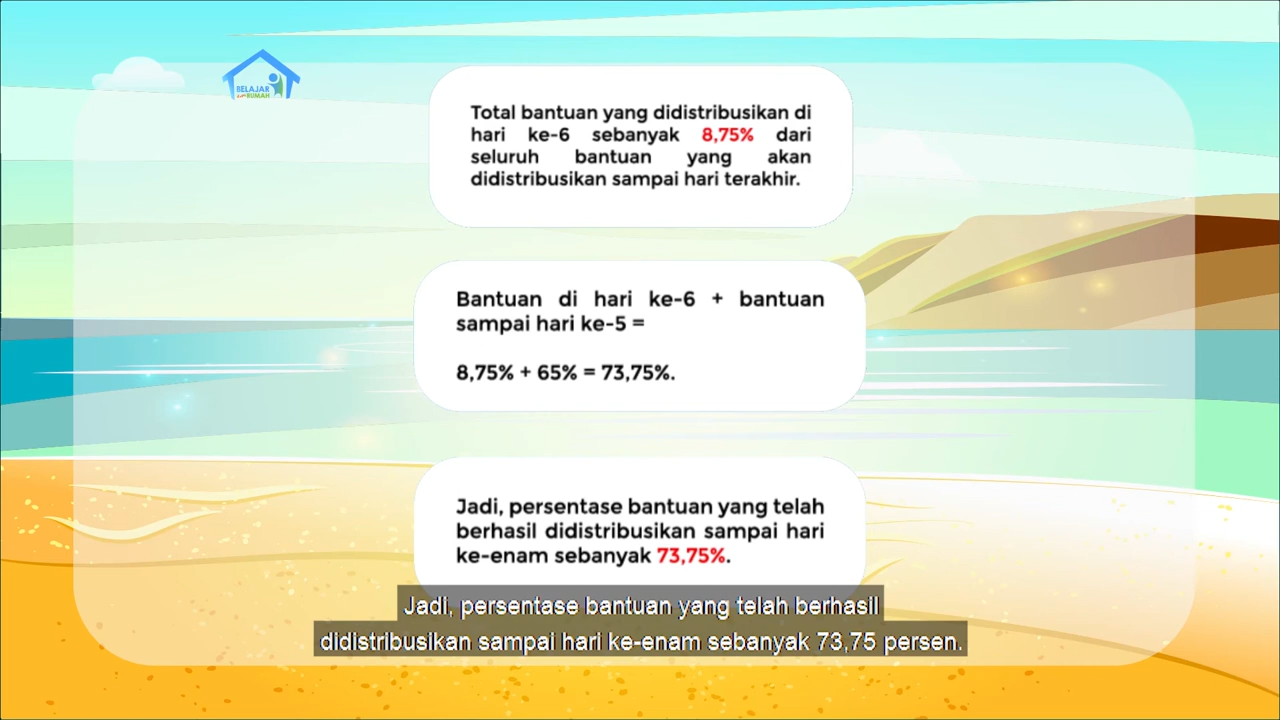 BELAJAR
dari RUMAH
Total bantuan yang didistribusikan di
hari ke-6 sebanyak 8,75% dari
seluruh bantuan yang akan
didistribusikan sampai hari terakhir.
Bantuan di hari ke-6 + bantuan
sampai hari ke-5 =
8,75% + 65% = 73,75%.
Jadi, persentase bantuan yang telah
berhasil didistribusikan sampai hari
ke-enam sebanyak 73,75%.
Jadi, persentase bantuan yang telah berhasil
didistribusikan sampai hari ke-enam sebanyak 73,75 persen.